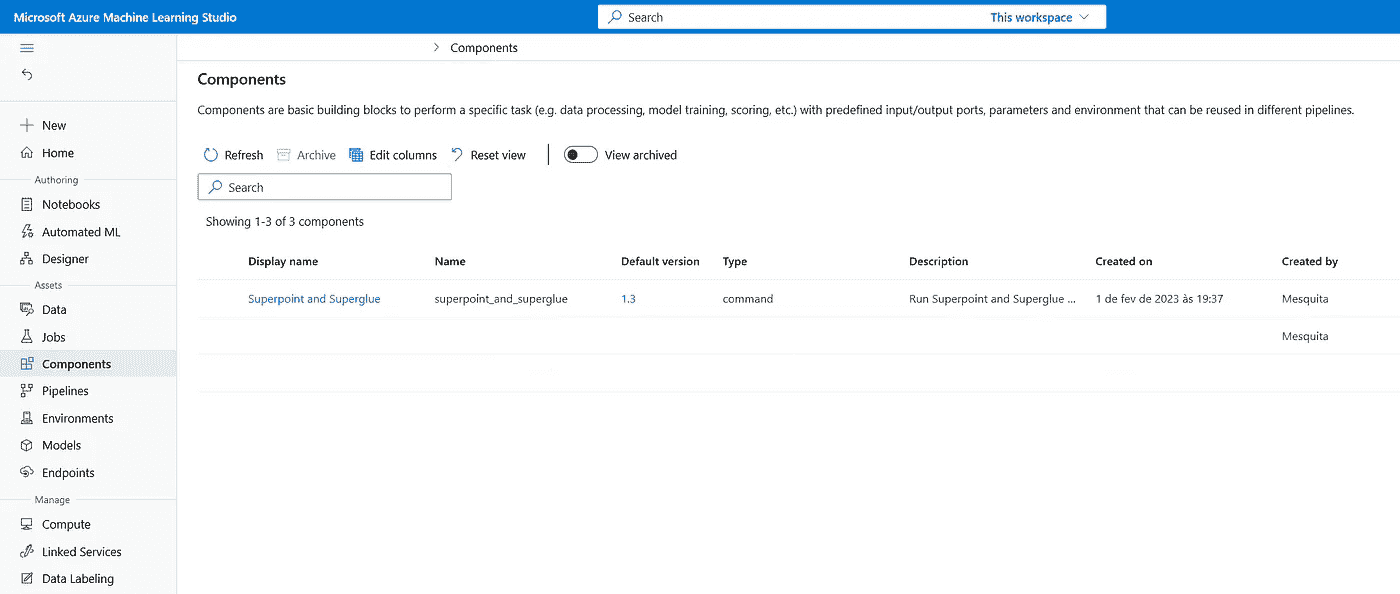 Microsoft Azure Machine Learning Studio
Search
This workspace
Components
New
Home
Authoring
Notebooks
Automated ML
Designer
Assets
Data
Jobs
Components
Pipelines
Environments
Models
Endpoints
Manage
Compute
Linked Services
Data Labeling
Components
Components are basic building blocks to perform a specific task (e.g. data processing, model training, scoring, etc.) with predefined input/output ports, parameters and environment that can be reused in different pipelines.
Refresh Archive Edit columns Reset view View archived
Search
Showing 1-3 of 3 components
Display name Name Default version Type Description Created on Created by
Superpoint and Superglue superpoint_and_superglue 1.3 command Run Superpoint and Superglue ... 1 de fev de 2023 às 19:37 Mesquita
Mesquita